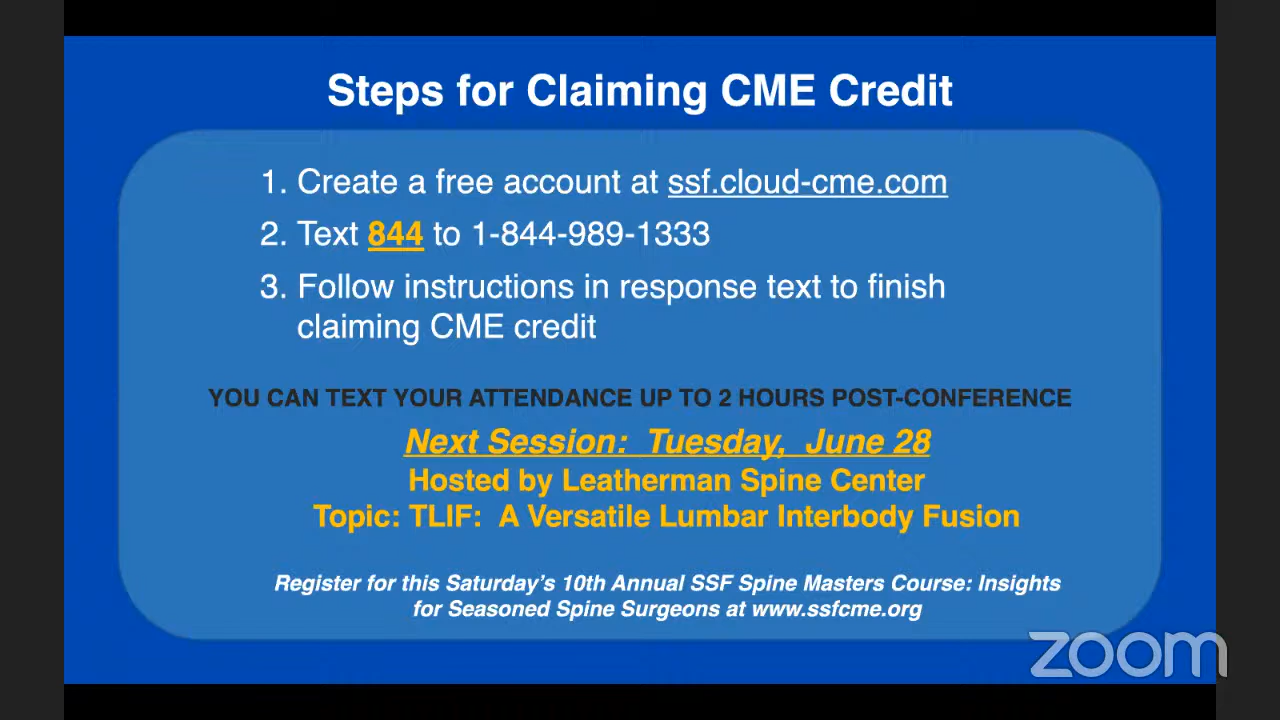 Steps for Claiming CME Credit
1. Create a free account at ssf.cloud-cme.com
2. Text 844 to 1-844-989-1333
3. Follow instructions in response text to finish
claiming CME credit
YOU CAN TEXT YOUR ATTENDANCE UP TO 2 HOURS POST-CONFERENCE
Next Session:  Tuesday,  June 28
Hosted by Leatherman Spine Center
Topic: TLIF:  A Versatile Lumbar Interbody Fusion
Register for this Saturday’s 10th Annual SSF Spine Masters Course: Insights
for Seasoned Spine Surgeons at www.ssfcme.org
zoom